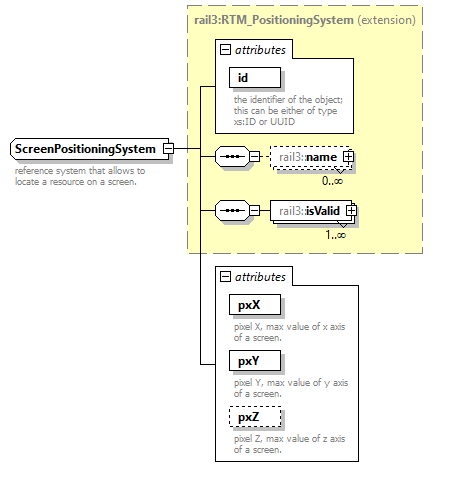 rail3:RTM_PositioningSystem (extension)
attributes
id
the identifier of the object;
this can be either of type
xs:ID or UUID
ScreenPositioningSystem
reference system that allows to
locate a resource on a screen.
rail3:name
0..∞
rail3:isValid
1..∞
attributes
pxX
pixel X, max value of x axis
of a screen.
pxY
pixel Y, max value of y axis
of a screen.
pxZ
pixel Z, max value of z axis
of a screen.